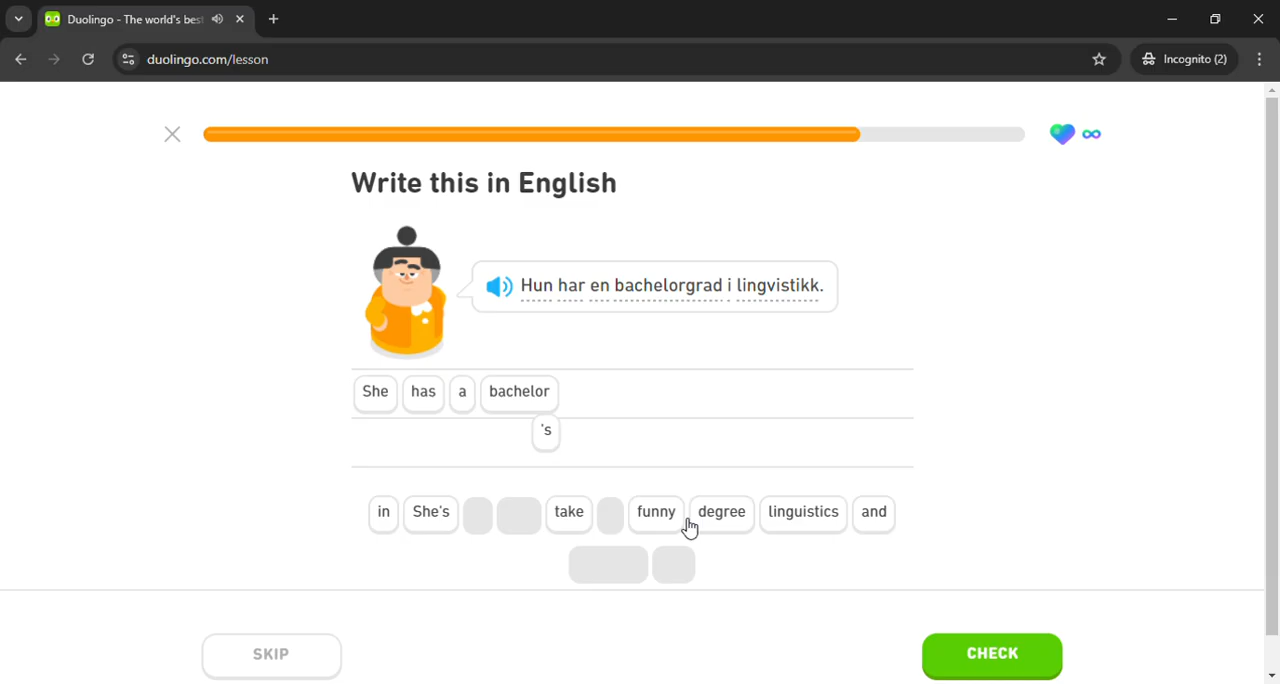 Duolingo - The world's bes
duolingo.com/lesson
Incognito (2)
Write this in English
Hun har en bachelorgrad i lingvistikk.
She has a bachelor
's
in She's take funny degree linguistics and
SKIP
CHECK